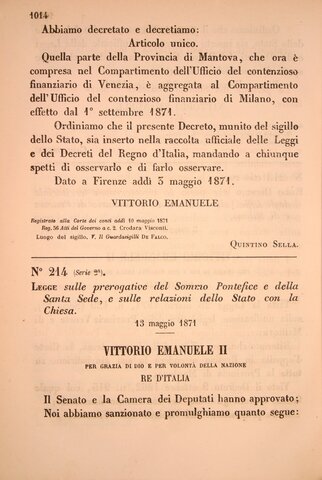 1014
Abbiamo decretato e decretiamo:
Articolo unico.
Quella parte della Provincia di Mantova, che ora è
compresa nel Compartimento dell'Ufficio del contenzioso
finanziario di Venezia, è aggregata al Compartimento
dell'Ufficio del contenzioso finanziario di Milano, con
effetto dal 1° settembre 1871.
Ordiniamo che il presente Decreto, munito del sigillo
dello Stato, sia inserto nella raccolta ufficiale delle Leggi
e dei Decreti del Regno d'Italia, mandando a chiunque
spetti di osservarlo e di farlo osservare.
Dato a Firenze addì 3 maggio 1871.
VITTORIO EMANUELE
Registrato alla Corte dei conti addì 10 maggio 1871
Reg. 56 Atti del Governo a c. 2. Crodara Visconti.
Luogo del sigillo. V. Il Guardasigilli De Falco.
Quintino Sella.
N° 214 (Serie 2ª).
Legge sulle prerogative del Sommo Pontefice e della
Santa Sede, e sulle relazioni dello Stato con la
Chiesa.
13 maggio 1871
VITTORIO EMANUELE II
PER GRAZIA DI DIO E PER VOLONTÀ DELLA NAZIONE
RE D'ITALIA
Il Senato e la Camera dei Deputati hanno approvato;
Noi abbiamo sanzionato e promulghiamo quanto segue: